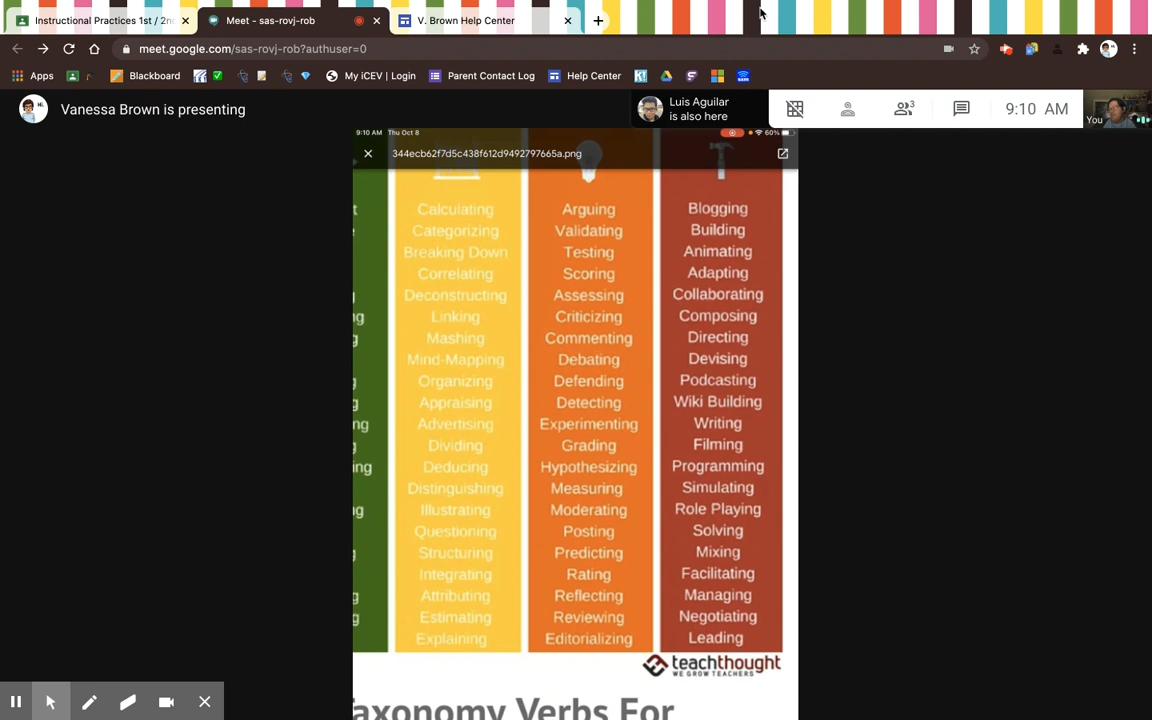 Instructional Practices 1st / 2n
Meet - sas-rovj-rob
V. Brown Help Center
meet.google.com/sas-rovj-rob?authuser=0
Apps
Blackboard
My iCEV | Login
Parent Contact Log
Help Center
Vanessa Brown is presenting
Luis Aguilar
is also here
3
9:10 AM
You
9:10 AM Thu Oct 8
60%
344ecb62f7d5c438f612d9492797665a.png
Calculating Arguing Blogging
Categorizing Validating Building
Breaking Down Testing Animating
Correlating Scoring Adapting
Deconstructing Assessing Collaborating
Linking Criticizing Composing
Mashing Commenting Directing
Mind-Mapping Debating Devising
Organizing Defending Podcasting
Appraising Detecting Wiki Building
Advertising Experimenting Writing
Dividing Grading Filming
Deducing Hypothesizing Programming
Distinguishing Measuring Simulating
Illustrating Moderating Role Playing
Questioning Posting Solving
Structuring Predicting Mixing
Integrating Rating Facilitating
Attributing Reflecting Managing
Estimating Reviewing Negotiating
Explaining Editorializing Leading
teachthought
WE GROW TEACHERS
axonomy Verbs For